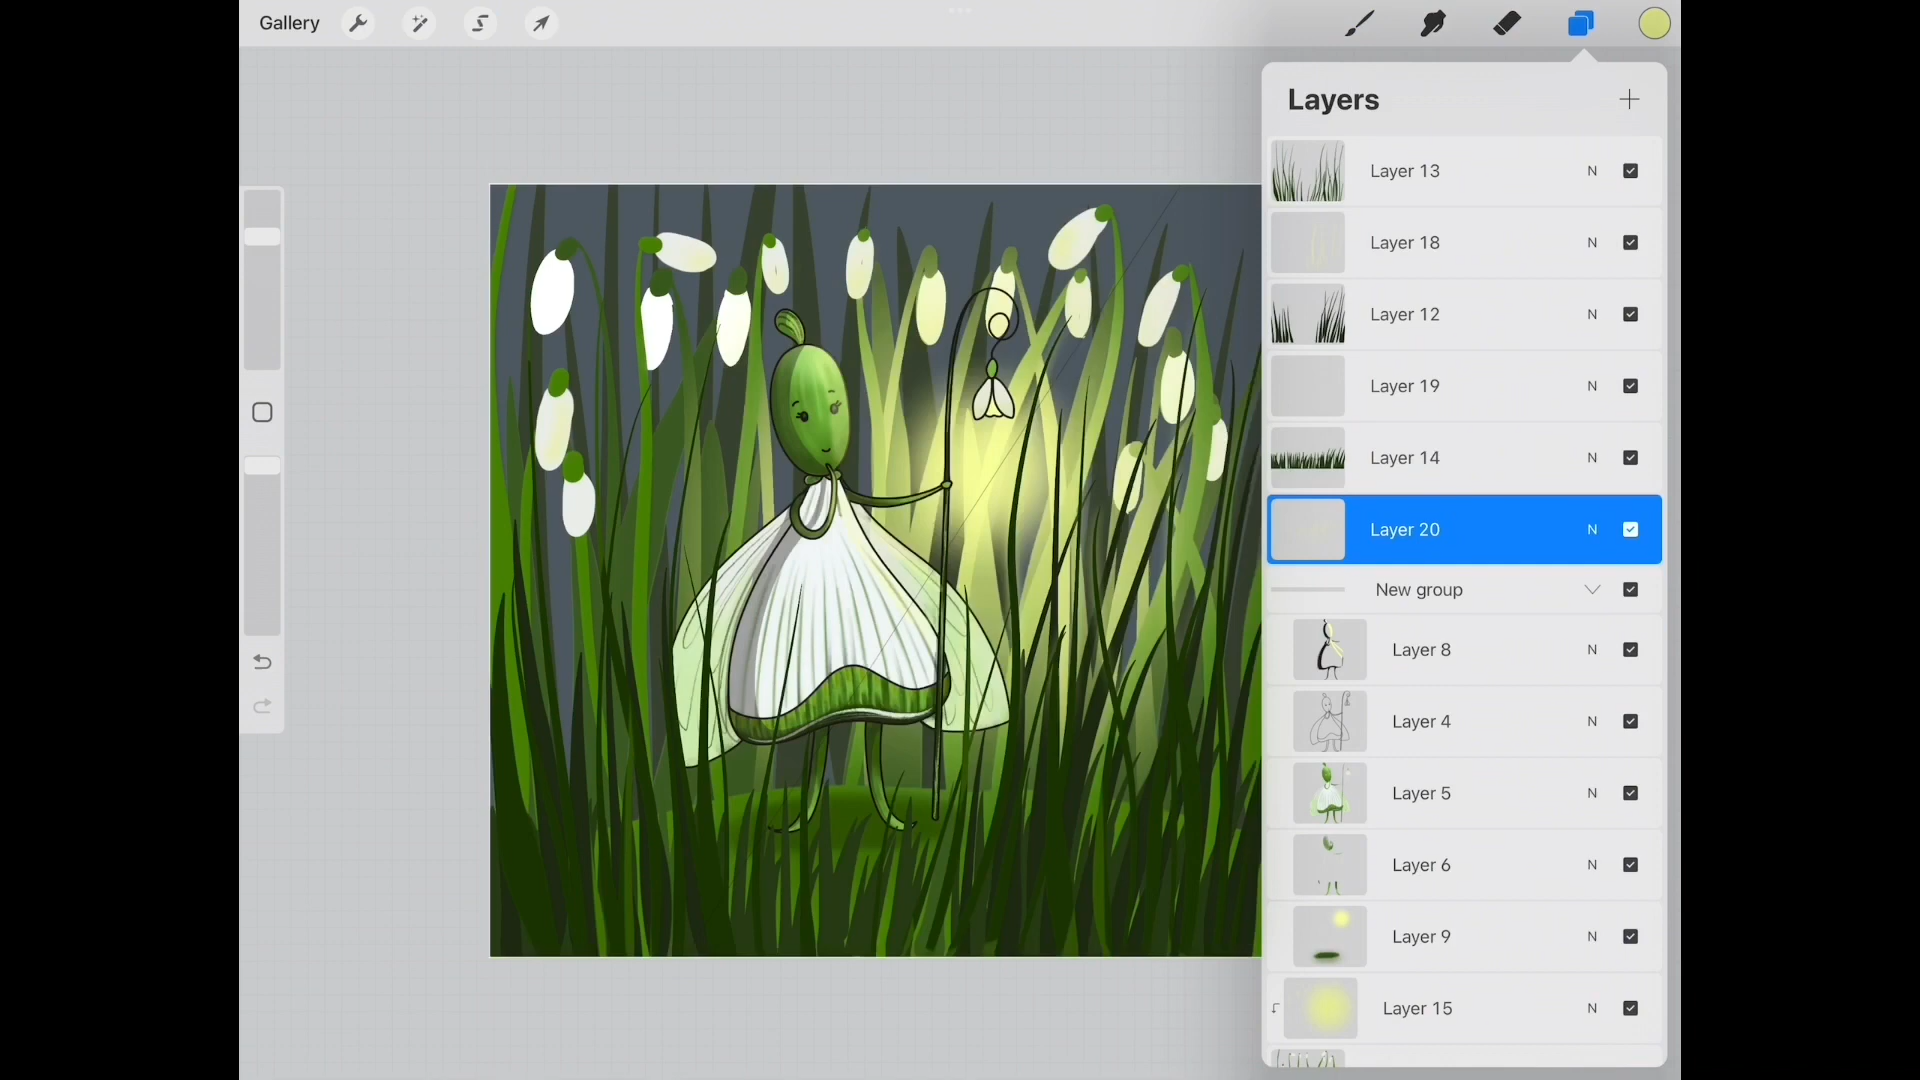 Gallery
Layers
Layer 13 N
Layer 18 N
Layer 12 N
Layer 19 N
Layer 14 N
Layer 20 N
New group
Layer 8 N
Layer 4 N
Layer 5 N
Layer 6 N
Layer 9 N
Layer 15 N